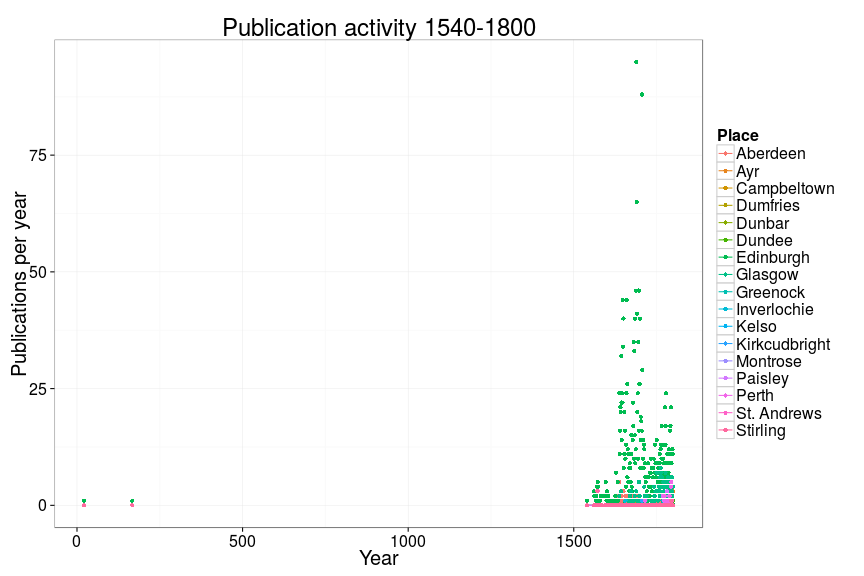 Publication activity 1540-1800
Publications per year
75
50
25
0
0
500
1000
1500
Year
Place
Aberdeen
Ayr
Campbeltown
Dumfries
Dunbar
Dundee
Edinburgh
Glasgow
Greenock
Inverlochie
Kelso
Kirkcudbright
Montrose
Paisley
Perth
St. Andrews
Stirling